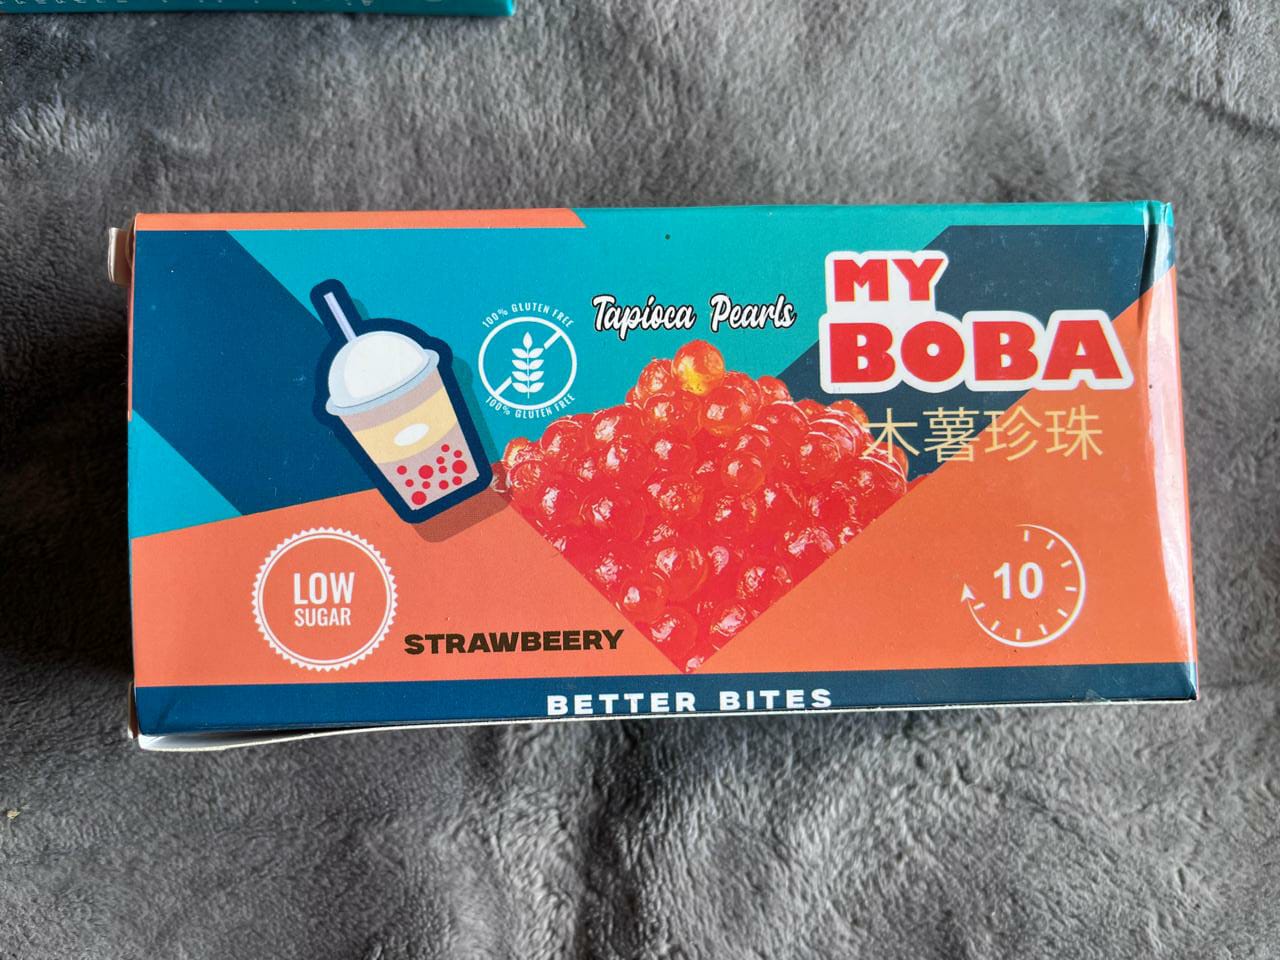 MY
BOBA
木薯珍珠
Tapioca Pearls
100% GLUTEN FREE
100% GLUTEN FREE
LOW
SUGAR
STRAWBEERY
10
BETTER BITES